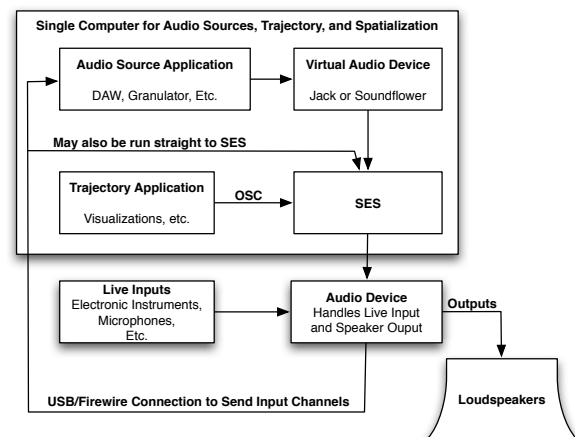 Single Computer for Audio Sources, Trajectory, and Spatialization
Audio Source Application
DAW, Granulator, Etc.
Virtual Audio Device
Jack or Soundflower
May also be run straight to SES
Trajectory Application
Visualizations, etc.
OSC
SES
Live Inputs
Electronic Instruments,
Microphones,
Etc.
Audio Device
Handles Live Input
and Speaker Ouput
Outputs
USB/Firewire Connection to Send Input Channels
Loudspeakers